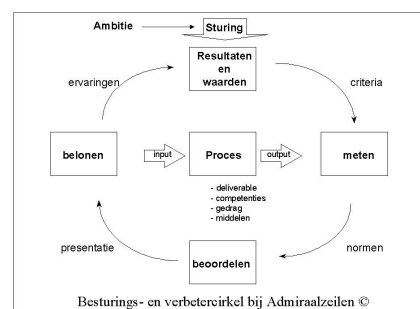 Ambitie
Sturing
Resultaten
en
waarden
ervaringen
criteria
belonen
input
Proces
output
meten
- deliverable
- competenties
- gedrag
- middelen
presentatie
normen
beoordelen
Besturings- en verbetercirkel bij Admiraalzeilen ©